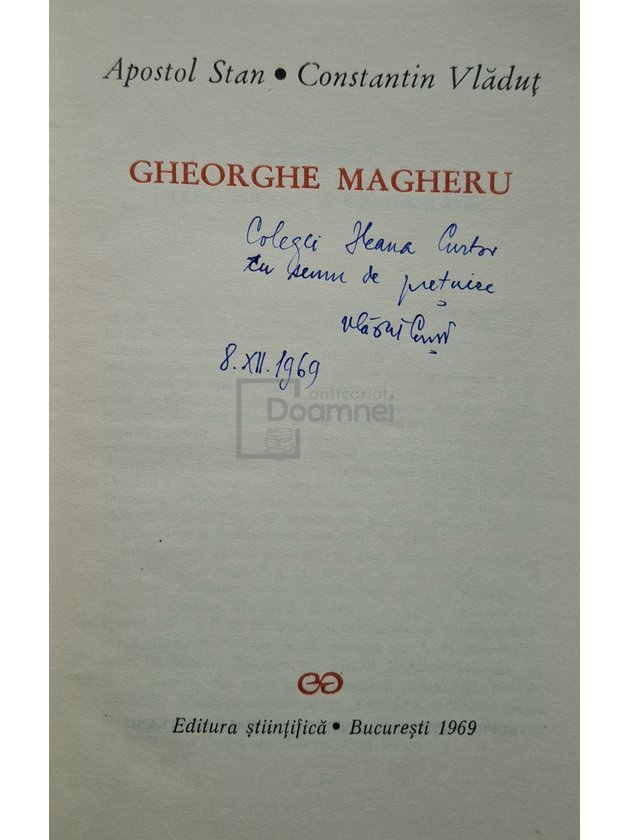 Apostol Stan • Constantin Vlăduț
GHEORGHE MAGHERU
Colegei Ileana
cu semn de prețuire
8.XII.1969
anticariat
Doamnei
Editura științifică • București 1969